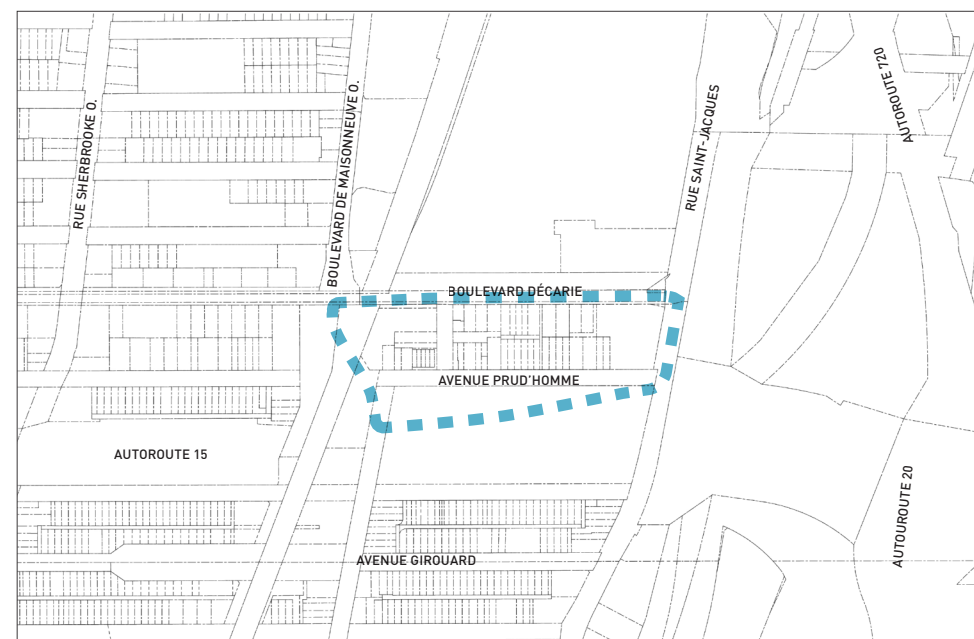 RUE SHERBROOKE O.
BOULEVARD DE MAISONNEUVE O.
RUE SAINT-JACQUES
AUTOROUTE 720
BOULEVARD DÉCARIE
AVENUE PRUD'HOMME
AUTOROUTE 15
AVENUE GIROUARD
AUTOUROUTE 20